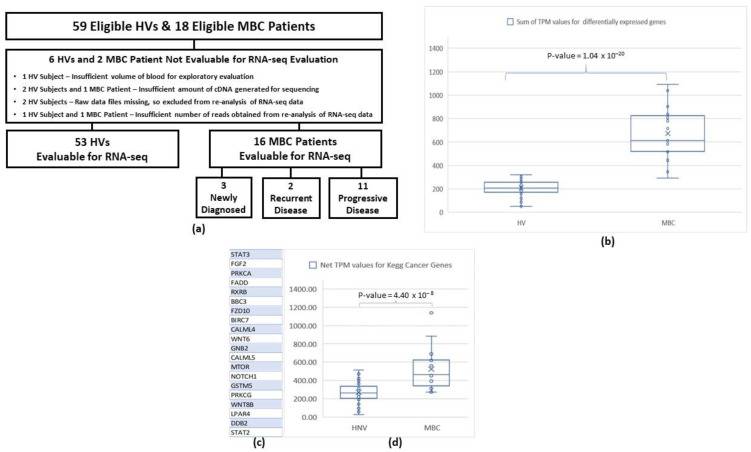 59 Eligible HVs & 18 Eligible MBC Patients
6 HVs and 2 MBC Patient Not Evaluable for RNA-seq Evaluation
• 1 HV Subject – Insufficient volume of blood for exploratory evaluation
• 2 HV Subjects and 1 MBC Patient – Insufficient amount of cDNA generated for sequencing
• 2 HV Subjects – Raw data files missing, so excluded from re-analysis of RNA-seq data
• 1 HV Subject and 1 MBC Patient – Insufficient number of reads obtained from re-analysis of RNA-seq data
53 HVs
Evaluable for RNA-seq
16 MBC Patients
Evaluable for RNA-seq
3
Newly
Diagnosed
2
Recurrent
Disease
11
Progressive
Disease
(a)
Sum of TPM values for differentially expressed genes
P-value = 1.04 x 10⁻²⁰
1400
1200
1000
800
600
400
200
0
HV
MBC
(b)
STAT3
FGF2
PRKCA
FADD
RXRB
BBC3
FZD10
BIRC7
CALML4
WNT6
GNB2
CALML5
MTOR
NOTCH1
GSTM5
PRKCG
WNT8B
LPAR4
DDB2
STAT2
(c)
Net TPM values for Kegg Cancer Genes
P-value = 4.40 x 10⁻⁸
1400.00
1200.00
1000.00
800.00
600.00
400.00
200.00
0.00
HNV
MBC
(d)